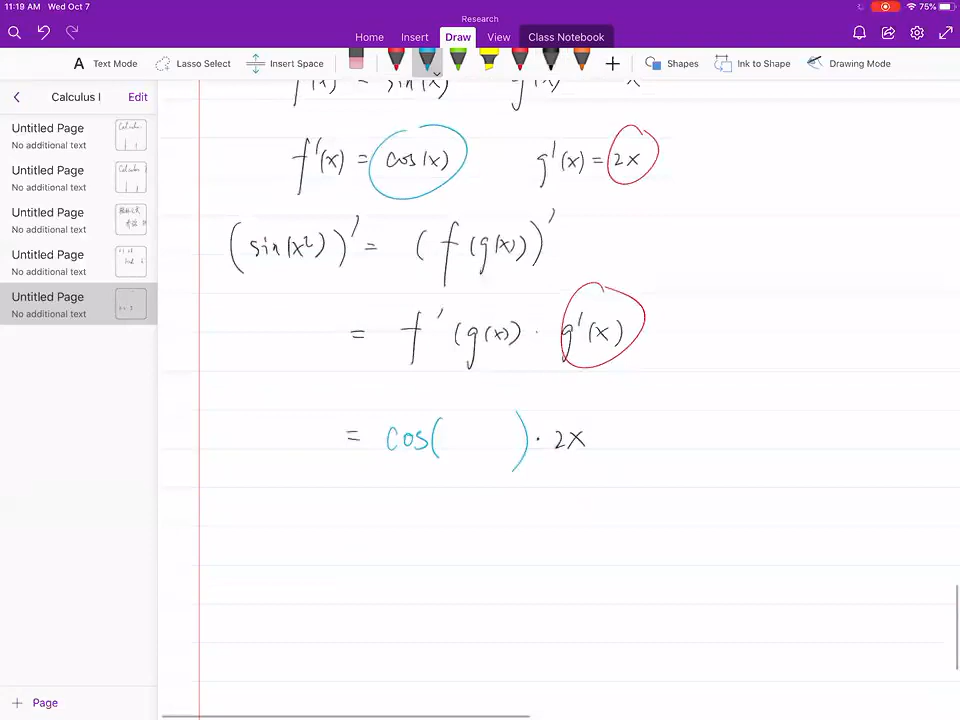 11:19 AM Wed Oct 7
75%
Research
Home Insert Draw View Class Notebook
Text Mode Lasso Select Insert Space Shapes Ink to Shape Drawing Mode
Calculus I Edit
Untitled Page
No additional text
Untitled Page
No additional text
Untitled Page
No additional text
Untitled Page
No additional text
Untitled Page
No additional text
Page
f(x) = sin(x) g(x) x
f'(x) = cos(x) g'(x) = 2x
(sin(x²))' = (f(g(x)))'
= f'(g(x)) · g'(x)
= cos( ) · 2x